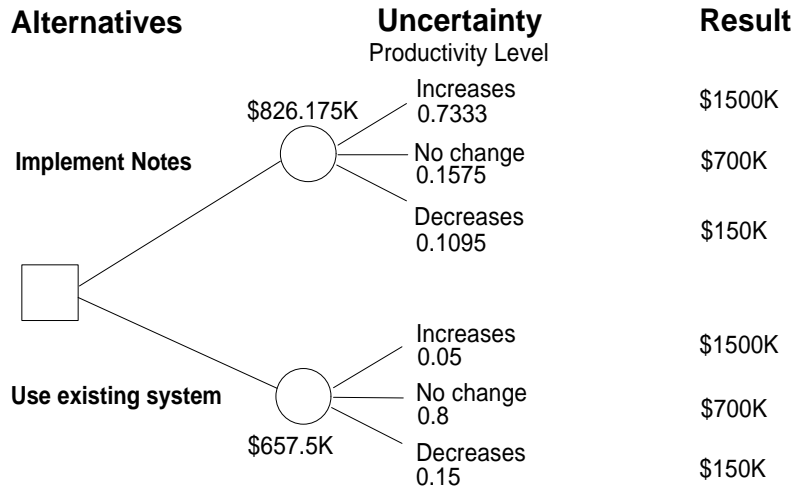 Alternatives
Uncertainty
Result
Productivity Level
$826.175K
Increases
0.7333
$1500K
Implement Notes
No change
0.1575
$700K
Decreases
0.1095
$150K
Increases
0.05
$1500K
Use existing system
No change
0.8
$700K
$657.5K
Decreases
0.15
$150K